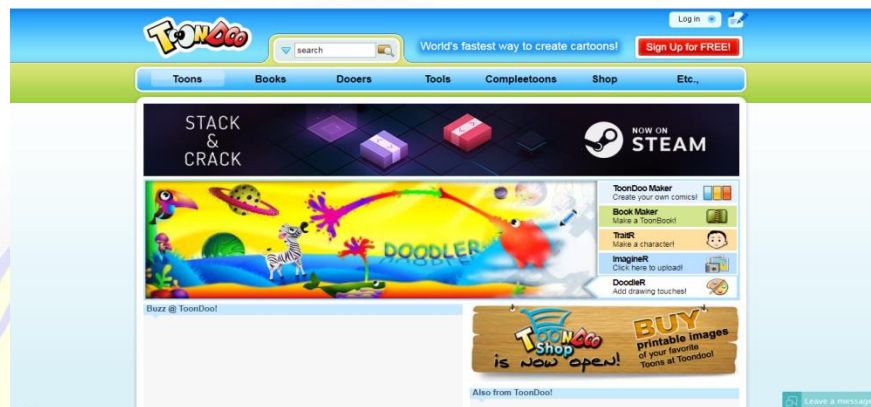 Log in
TOONDOO
search
World's fastest way to create cartoons!
Sign Up for FREE!
Toons
Books
Dooers
Tools
Compleetoons
Shop
Etc.,
STACK
&
CRACK
NOW ON
STEAM
DOODLER
ToonDoo Maker
Create your own comics!
Book Maker
Make a ToonBook!
TraitR
Make a character!
ImagineR
Click here to upload!
DoodleR
Add drawing touches!
Buzz @ ToonDoo!
TOONDOO
Shop
is now open!
BUY
printable images
of your favorite
Toons at Toondoo!
Also from ToonDoo!
Leave a message